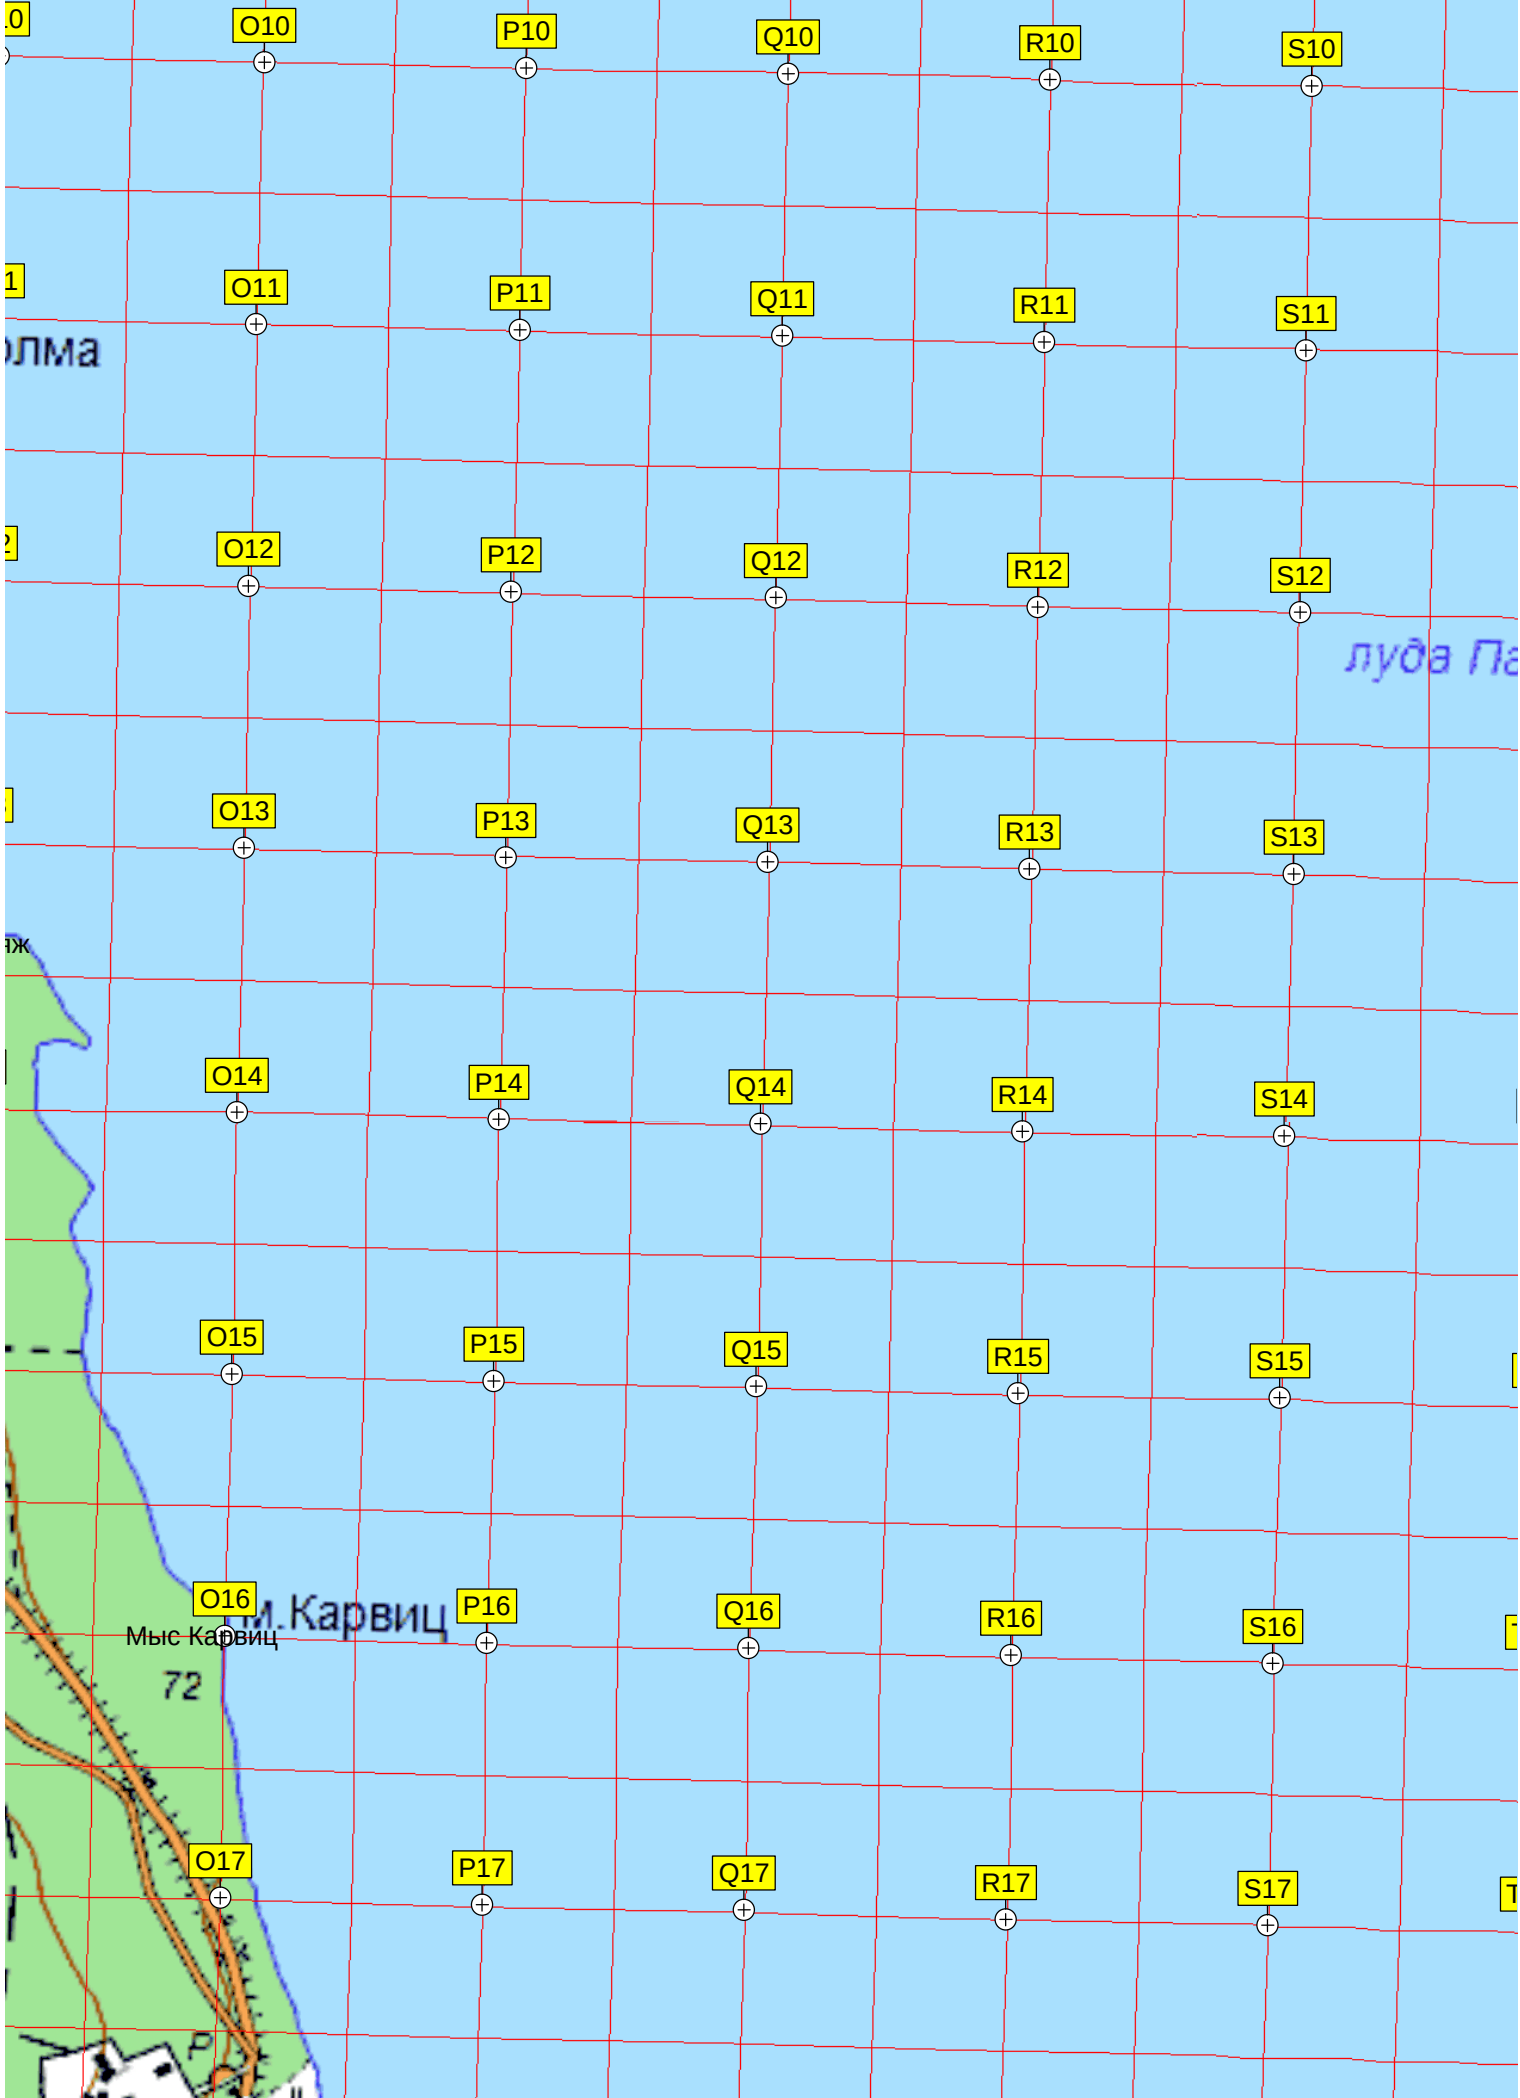 O10 P10 Q10 R10 S10
O11 P11 Q11 R11 S11
олма
O12 P12 Q12 R12 S12
луда Па
O13 P13 Q13 R13 S13
яж
O14 P14 Q14 R14 S14
O15 P15 Q15 R15 S15
O16 P16 Q16 R16 S16
м.Карвиц
Мыс Карвиц
72
O17 P17 Q17 R17 S17
P